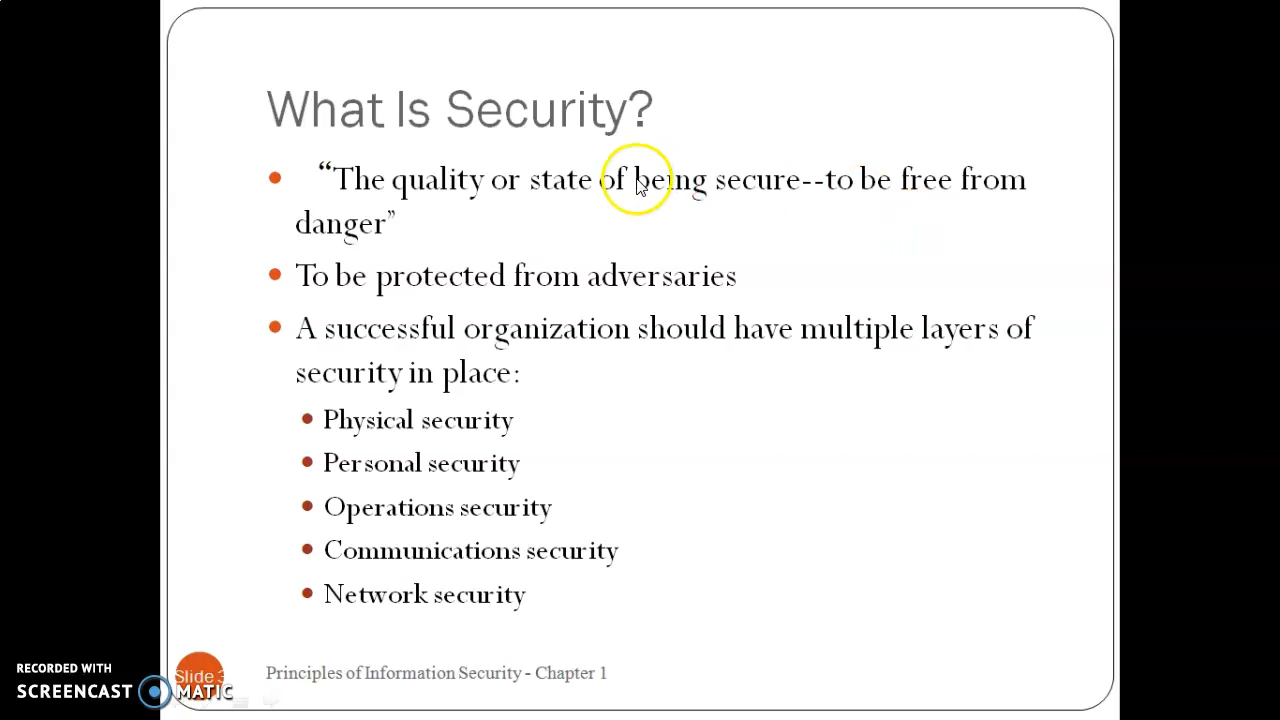 What Is Security?
“The quality or state of being secure--to be free from
danger”
To be protected from adversaries
A successful organization should have multiple layers of
security in place:
Physical security
Personal security
Operations security
Communications security
Network security
Slide 3
Principles of Information Security - Chapter 1
RECORDED WITH
SCREENCAST MATIC